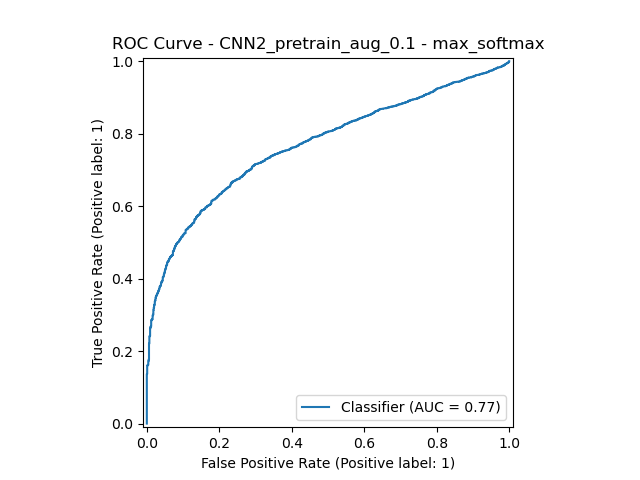 ROC Curve - CNN2_pretrain_aug_0.1 - max_softmax
1.0
0.8
0.6
0.4
0.2
0.0
True Positive Rate (Positive label: 1)
Classifier (AUC = 0.77)
0.0 0.2 0.4 0.6 0.8 1.0
False Positive Rate (Positive label: 1)